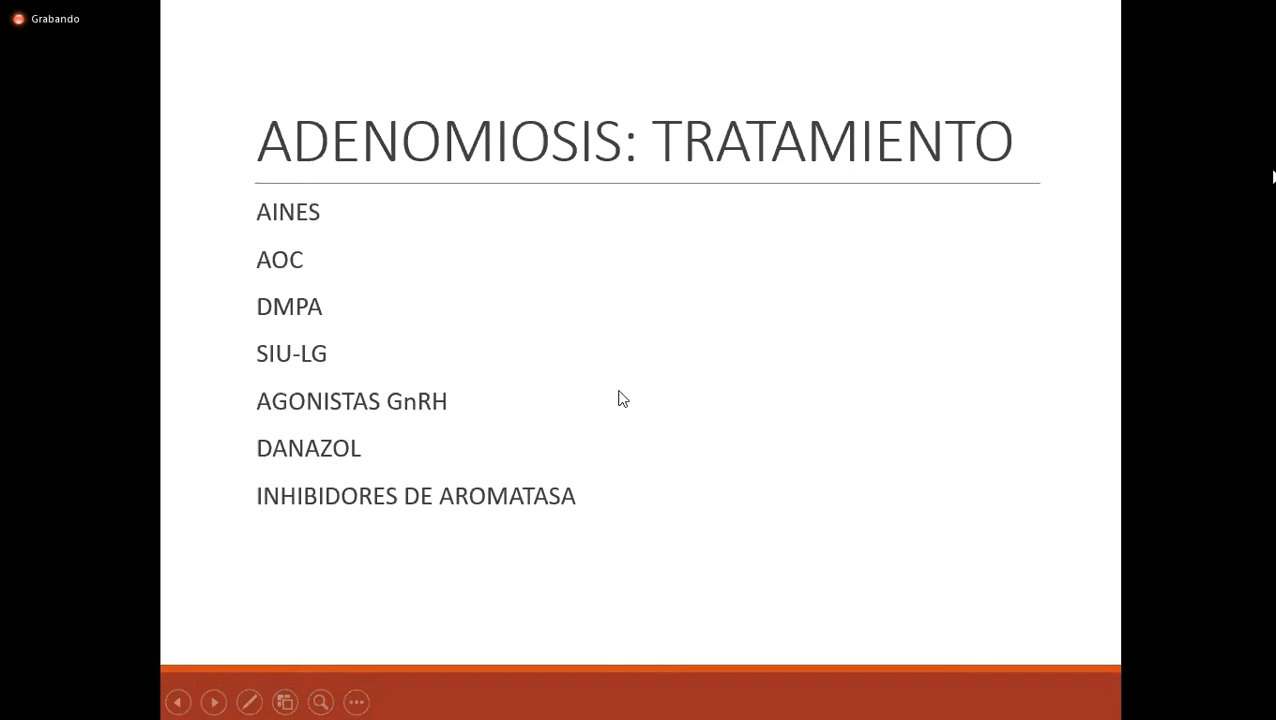 Grabando
ADENOMIOSIS: TRATAMIENTO
AINES
AOC
DMPA
SIU-LG
AGONISTAS GnRH
DANAZOL
INHIBIDORES DE AROMATASA